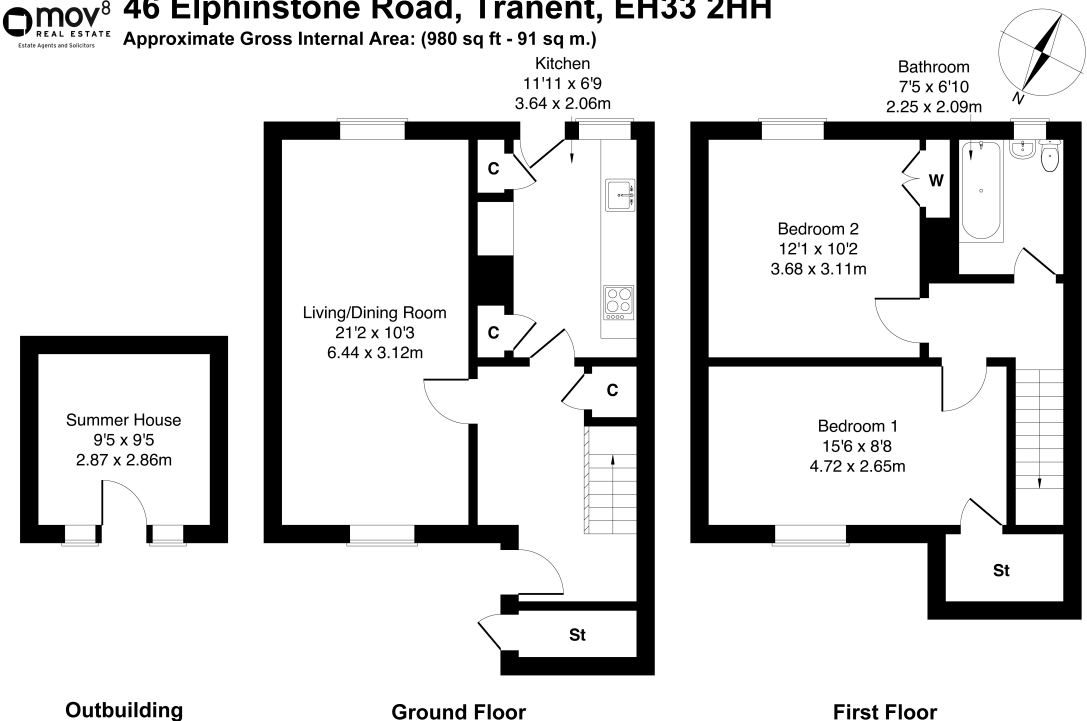 mov8
REAL ESTATE
Estate Agents and Solicitors
46 Elphinstone Road, Tranent, EH33 2HH
Approximate Gross Internal Area: (980 sq ft - 91 sq m.)
N
Kitchen
11'11 x 6'9
3.64 x 2.06m
Bathroom
7'5 x 6'10
2.25 x 2.09m
C
W
Bedroom 2
12'1 x 10'2
3.68 x 3.11m
Living/Dining Room
21'2 x 10'3
6.44 x 3.12m
C
C
Summer House
9'5 x 9'5
2.87 x 2.86m
Bedroom 1
15'6 x 8'8
4.72 x 2.65m
St
St
Outbuilding
Ground Floor
First Floor